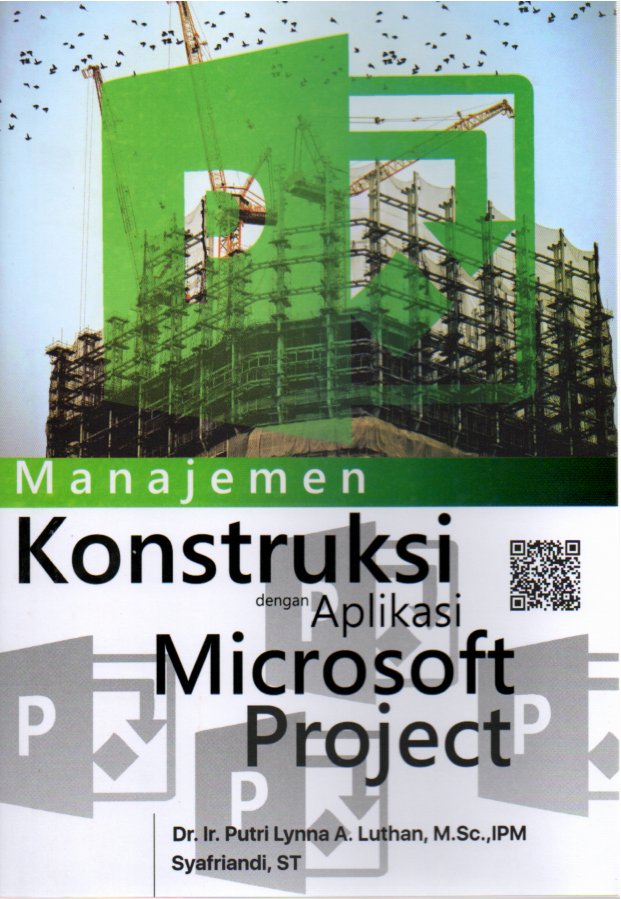 Manajemen
Konstruksi
dengan Aplikasi
Microsoft
Project
P
P
P
P
P
Dr. Ir. Putri Lynna A. Luthan, M.Sc.,IPM
Syafriandi, ST